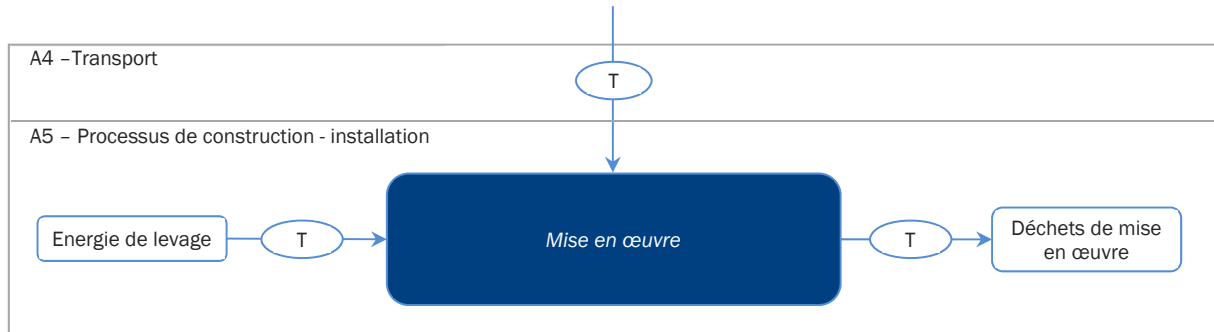 A4 –Transport
T
A5 – Processus de construction - installation
Energie de levage
T
Mise en œuvre
T
Déchets de mise
en œuvre